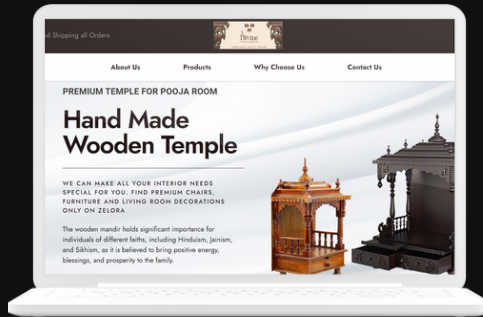 d Shipping all Orders
Divine
About Us
Products
Why Choose Us
Contact Us
PREMIUM TEMPLE FOR POOJA ROOM
Hand Made
Wooden Temple
WE CAN MAKE ALL YOUR INTERIOR NEEDS
SPECIAL FOR YOU. FIND PREMIUM CHAIRS,
FURNITURE AND LIVING ROOM DECORATIONS
ONLY ON ZELORA
The wooden mandir holds significant importance for
individuals of different faiths, including Hinduism, Jainism,
and Sikhism, as it is believed to bring positive energy,
blessings, and prosperity to the family.